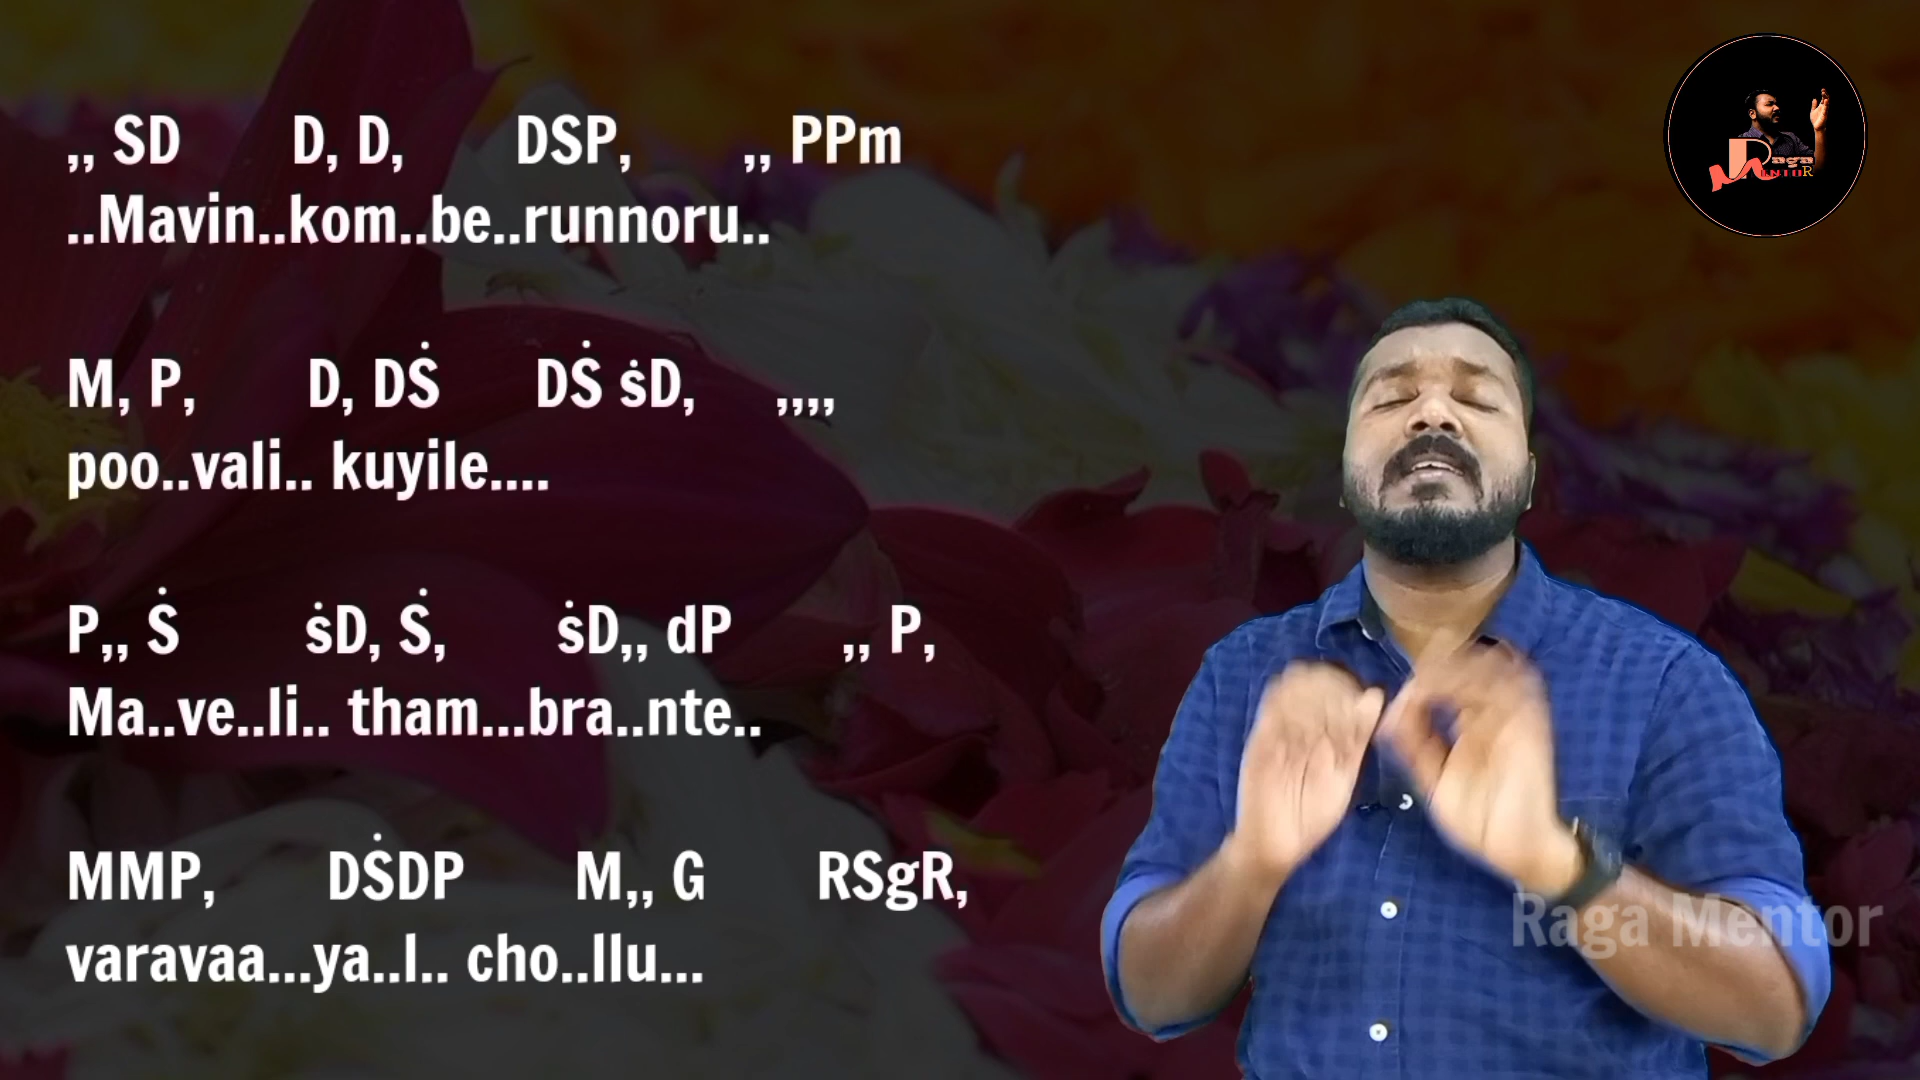 ,, SD D, D, DSP, ,, PPm
..Mavin..kom..be..runnoru..
M, P, D, DṠ DṠ ṡD, ,,,,
poo..vali.. kuyile....
P,, Ṡ ṡD, Ṡ, ṡD,, dP ,, P,
Ma..ve..li.. tham...bra..nte..
MMP, DṠDP M,, G RSgR,
varavaa...ya..l.. cho..llu...
Raga Mentor